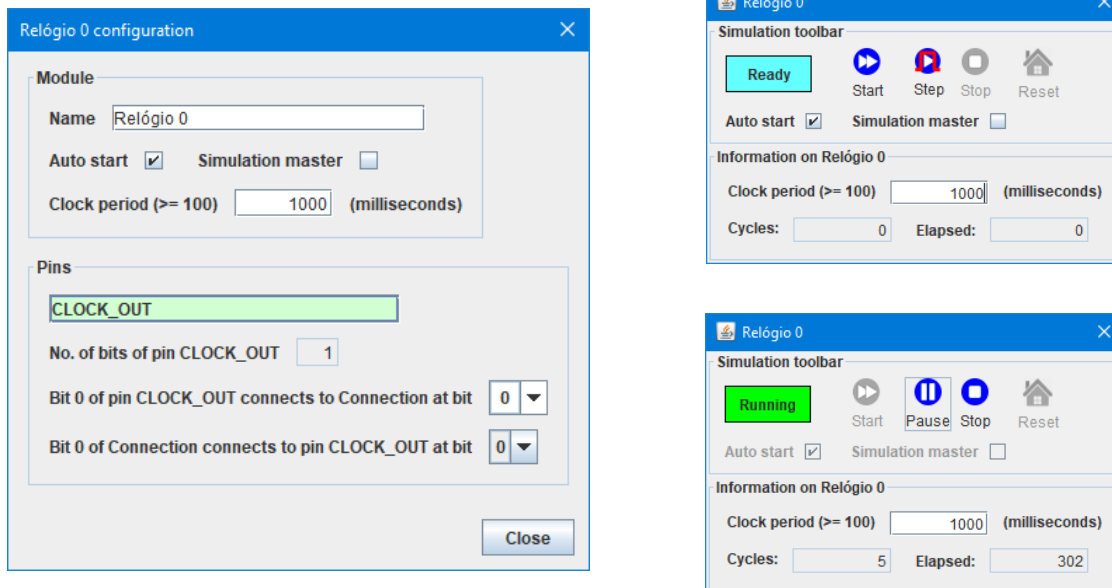 Relógio 0 configuration
Module
Name Relógio 0
Auto start Simulation master
Clock period (>= 100) 1000 (milliseconds)
Pins
CLOCK_OUT
No. of bits of pin CLOCK_OUT 1
Bit 0 of pin CLOCK_OUT connects to Connection at bit 0
Bit 0 of Connection connects to pin CLOCK_OUT at bit 0
Close
Relógio 0
Simulation toolbar
Ready
Start Step Stop Reset
Auto start Simulation master
Information on Relógio 0
Clock period (>= 100) 1000 (milliseconds)
Cycles: 0 Elapsed: 0
Relógio 0
Simulation toolbar
Running
Start Pause Stop Reset
Auto start Simulation master
Information on Relógio 0
Clock period (>= 100) 1000 (milliseconds)
Cycles: 5 Elapsed: 302